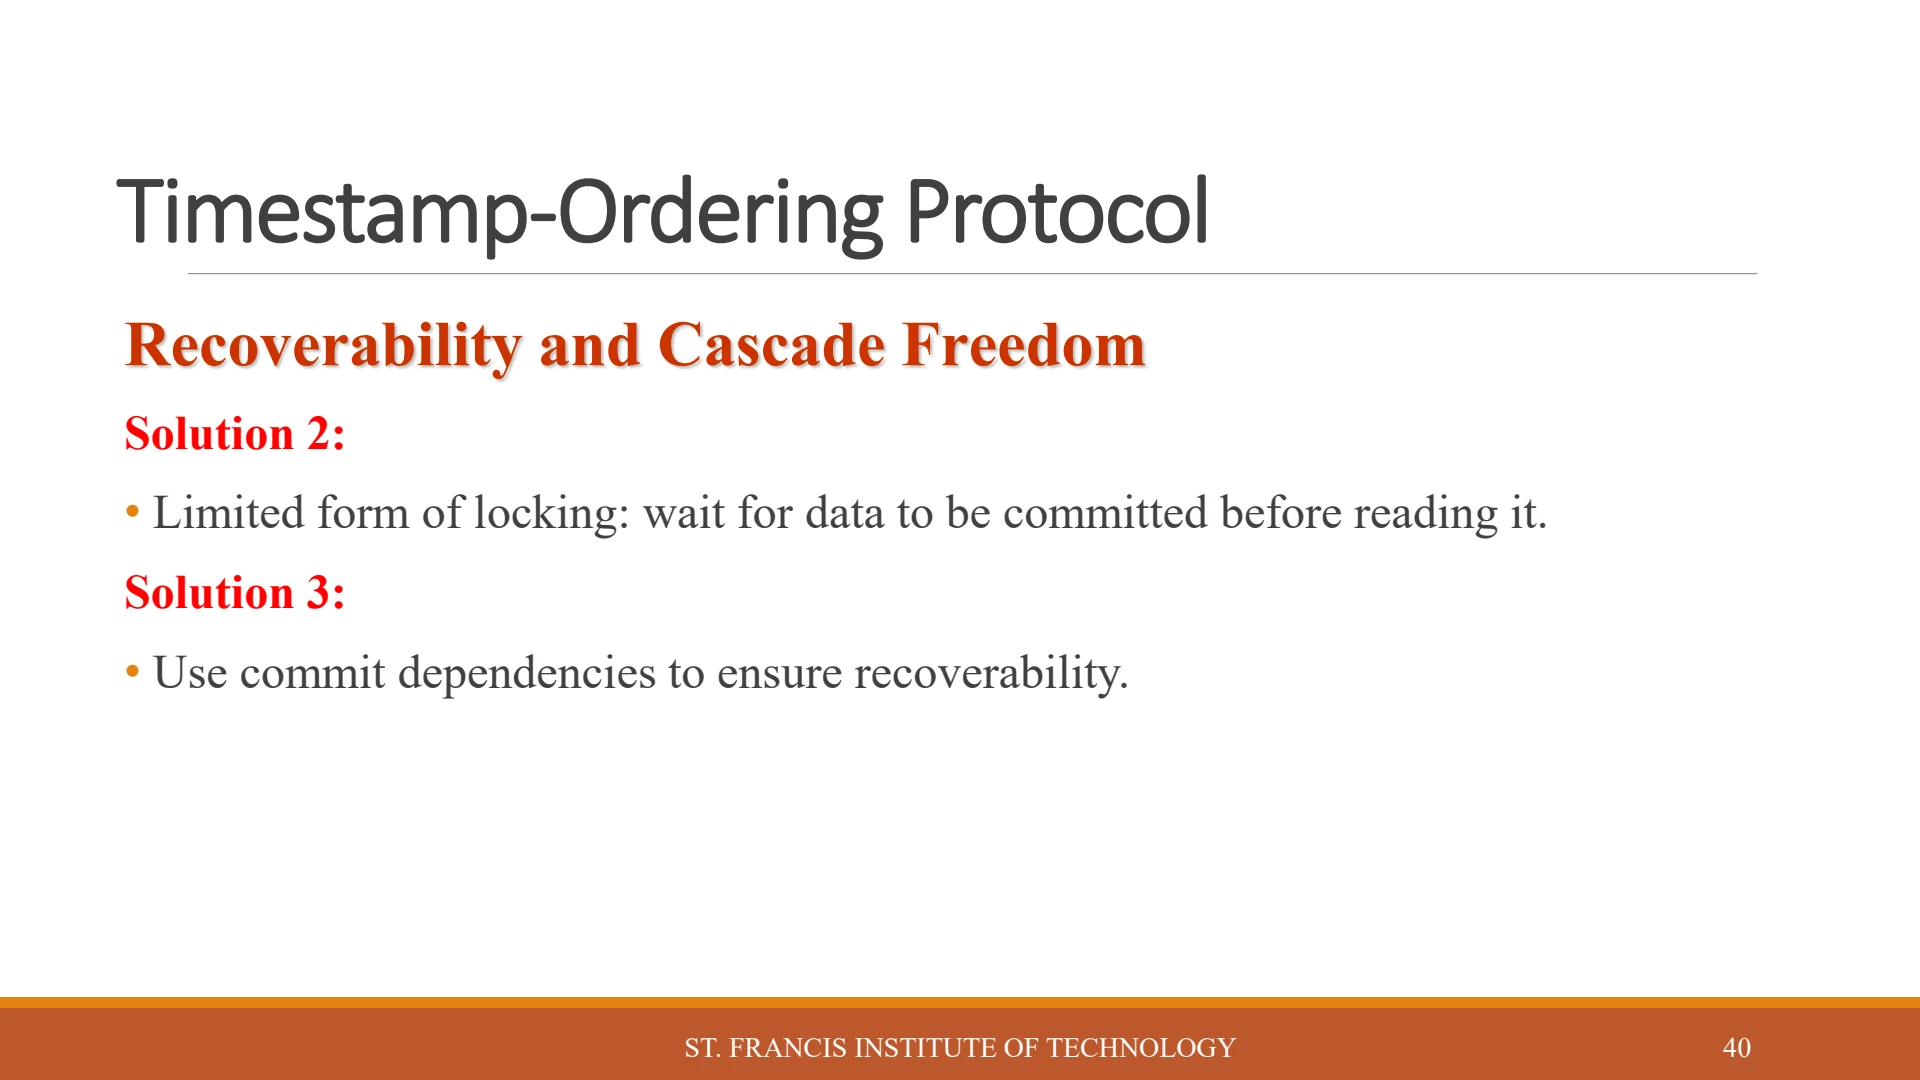 Timestamp-Ordering Protocol
Recoverability and Cascade Freedom
Solution 2:
• Limited form of locking: wait for data to be committed before reading it.
Solution 3:
• Use commit dependencies to ensure recoverability.
ST. FRANCIS INSTITUTE OF TECHNOLOGY
40